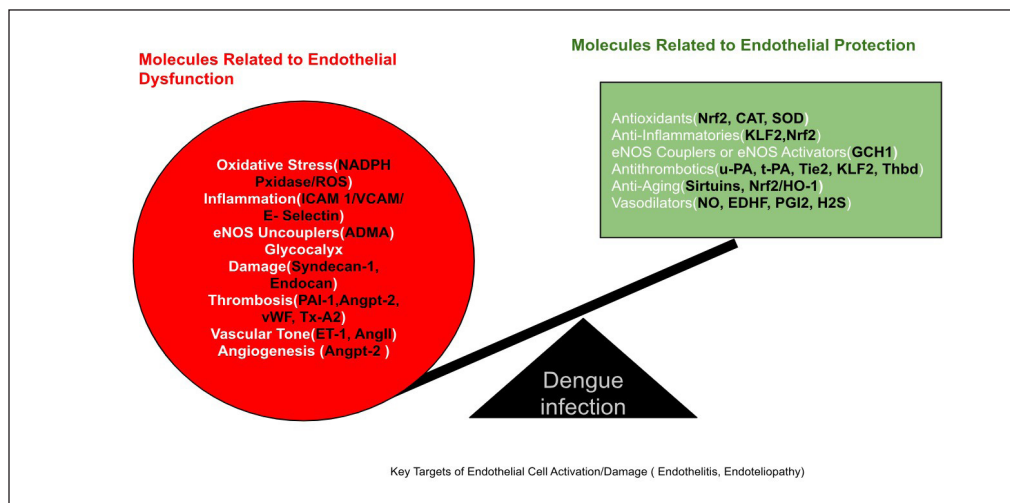 Molecules Related to Endothelial
Dysfunction
Oxidative Stress(NADPH
Pxidase/ROS)
Inflammation(ICAM 1/VCAM/
E- Selectin)
eNOS Uncouplers(ADMA)
Glycocalyx
Damage(Syndecan-1,
Endocan)
Thrombosis(PAI-1,Angpt-2,
vWF, Tx-A2)
Vascular Tone(ET-1, AngII)
Angiogenesis (Angpt-2 )
Molecules Related to Endothelial Protection
Antioxidants(Nrf2, CAT, SOD)
Anti-Inflammatories(KLF2,Nrf2)
eNOS Couplers or eNOS Activators(GCH1)
Antithrombotics(u-PA, t-PA, Tie2, KLF2, Thbd)
Anti-Aging(Sirtuins, Nrf2/HO-1)
Vasodilators(NO, EDHF, PGI2, H2S)
Dengue
infection
Key Targets of Endothelial Cell Activation/Damage ( Endothelitis, Endoteliopathy)